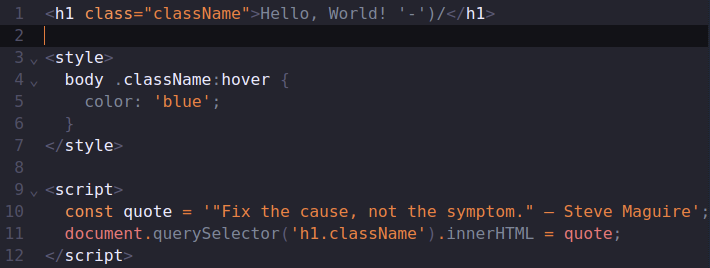 1 <h1 class="className">Hello, World! '-')/</h1>
2
3 <style>
4 body .className:hover {
5 color: 'blue';
6 }
7 </style>
8
9 <script>
10 const quote = '"Fix the cause, not the symptom." — Steve Maguire';
11 document.querySelector('h1.className').innerHTML = quote;
12 </script>